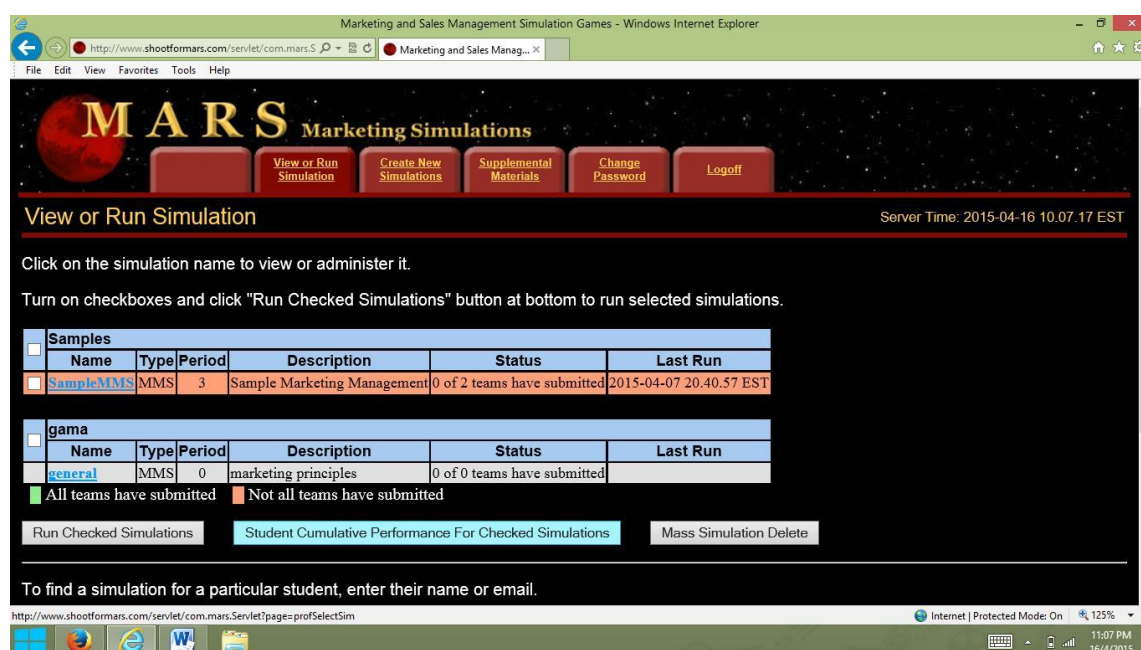 Marketing and Sales Management Simulation Games - Windows Internet Explorer
http://www.shootformars.com/servlet/com.mars.S
Marketing and Sales Manag...
File Edit View Favorites Tools Help
MARS Marketing Simulations
View or Run Simulation
Create New Simulations
Supplemental Materials
Change Password
Logoff
View or Run Simulation Server Time: 2015-04-16 10.07.17 EST
Click on the simulation name to view or administer it.
Turn on checkboxes and click "Run Checked Simulations" button at bottom to run selected simulations.
Samples
Name Type Period Description Status Last Run
SampleMMS MMS 3 Sample Marketing Management 0 of 2 teams have submitted 2015-04-07 20.40.57 EST
gama
Name Type Period Description Status Last Run
general MMS 0 marketing principles 0 of 0 teams have submitted
All teams have submitted Not all teams have submitted
Run Checked Simulations Student Cumulative Performance For Checked Simulations Mass Simulation Delete
To find a simulation for a particular student, enter their name or email.
http://www.shootformars.com/servlet/com.mars.Servlet?page=profSelectSim Internet | Protected Mode: On 125%
11:07 PM
16/4/2015